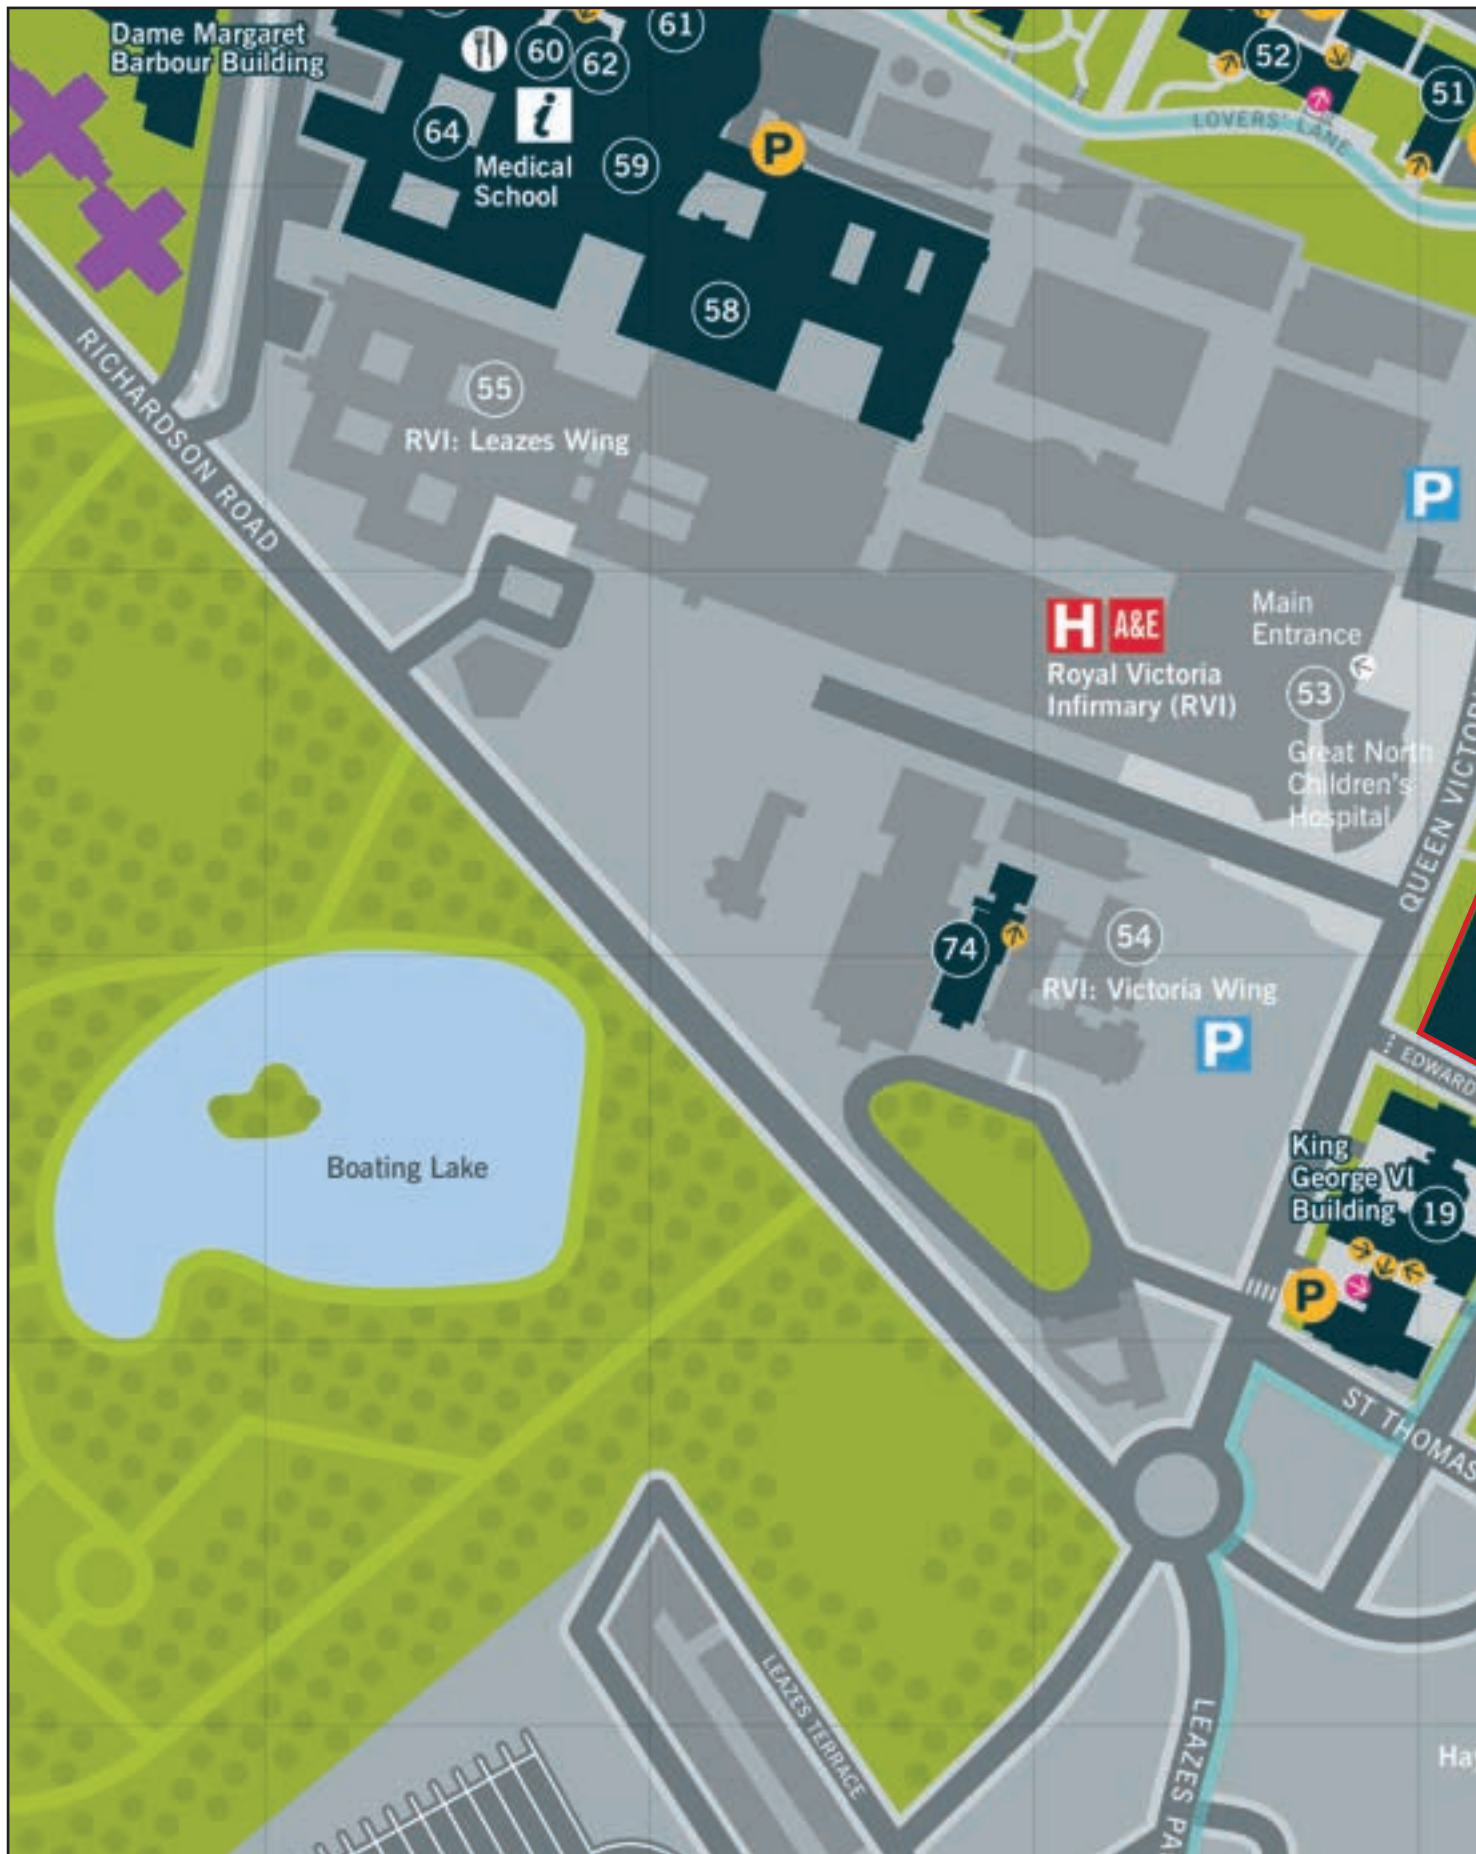 Dame Margaret
Barbour Building
60
62
61
64
Medical
School
59
P
52
51
LOVERS' LANE
58
55
RVI: Leazes Wing
RICHARDSON ROAD
P
H A&E
Royal Victoria
Infirmary (RVI)
Main
Entrance
53
Great North
Children's
Hospital
QUEEN
74
54
RVI: Victoria Wing
P
EDWARD
Boating Lake
King
George VI
Building
19
P
ST THOMAS
LEAZES TERRACE
LEAZES